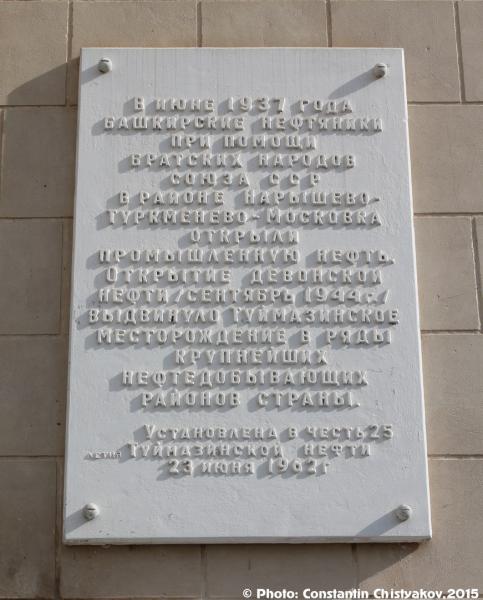 В ИЮНЕ 1937 ГОДА
БАШКИРСКИЕ НЕФТЯНИКИ
ПРИ ПОМОЩИ
БРАТСКИХ НАРОДОВ
СОЮЗА ССР
В РАЙОНЕ НАРЫШЕВО-
ТУРКМЕНЕВО-МОСКОВКА
ОТКРЫЛИ
ПРОМЫШЛЕННУЮ НЕФТЬ.
ОТКРЫТИЕ ДЕВОНСКОЙ
НЕФТИ/СЕНТЯБРЬ 1944Г./
ВЫДВИНУЛО ТУЙМАЗИНСКОЕ
МЕСТОРОЖДЕНИЕ В РЯДЫ
КРУПНЕЙШИХ
НЕФТЕДОБЫВАЮЩИХ
РАЙОНОВ СТРАНЫ.
УСТАНОВЛЕНА В ЧЕСТЬ 25
ЛЕТИЯ ТУЙМАЗИНСКОЙ НЕФТИ
23 ИЮНЯ 1962Г
© Photo: Constantin Chistyakov,2015